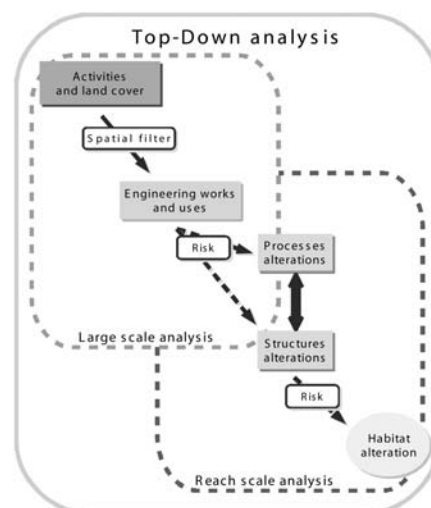 Top-Down analysis
Activities
and land cover
Spatial filter
Engineering works
and uses
Risk
Processes
alterations
Large scale analysis
Structures
alterations
Risk
Habitat
alteration
Reach scale analysis